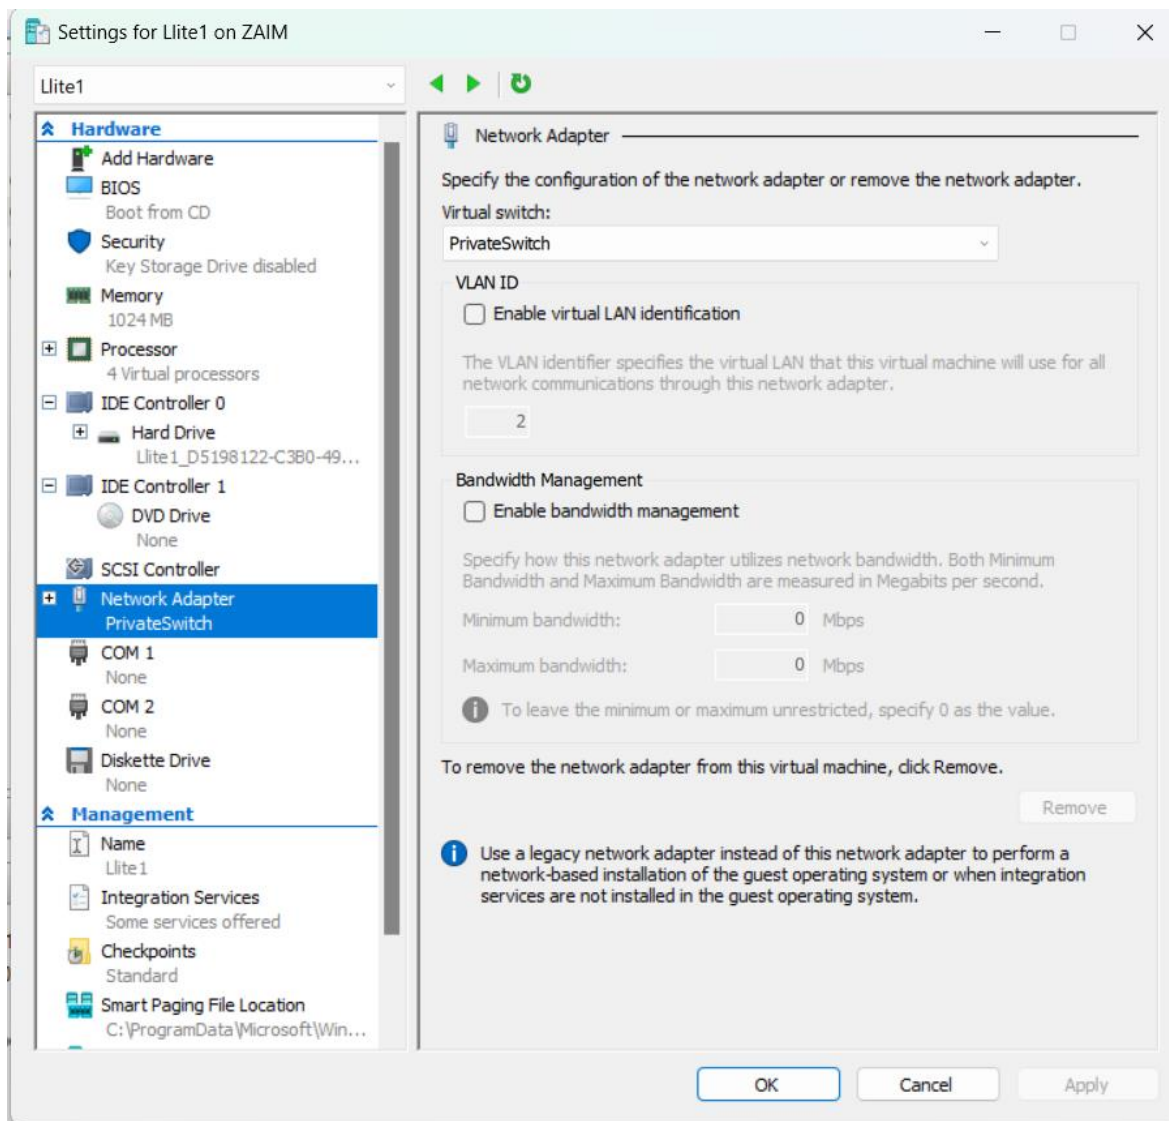 Settings for Llite1 on ZAIM
Llite1
Hardware
Add Hardware
BIOS
Boot from CD
Security
Key Storage Drive disabled
Memory
1024 MB
Processor
4 Virtual processors
IDE Controller 0
Hard Drive
Llite1_D5198122-C3B0-49...
IDE Controller 1
DVD Drive
None
SCSI Controller
Network Adapter
PrivateSwitch
COM 1
None
COM 2
None
Diskette Drive
None
Management
Name
Llite1
Integration Services
Some services offered
Checkpoints
Standard
Smart Paging File Location
C:\ProgramData\Microsoft\Win...
Network Adapter
Specify the configuration of the network adapter or remove the network adapter.
Virtual switch:
PrivateSwitch
VLAN ID
Enable virtual LAN identification
The VLAN identifier specifies the virtual LAN that this virtual machine will use for all
network communications through this network adapter.
2
Bandwidth Management
Enable bandwidth management
Specify how this network adapter utilizes network bandwidth. Both Minimum
Bandwidth and Maximum Bandwidth are measured in Megabits per second.
Minimum bandwidth: 0 Mbps
Maximum bandwidth: 0 Mbps
To leave the minimum or maximum unrestricted, specify 0 as the value.
To remove the network adapter from this virtual machine, click Remove.
Remove
Use a legacy network adapter instead of this network adapter to perform a
network-based installation of the guest operating system or when integration
services are not installed in the guest operating system.
OK Cancel Apply